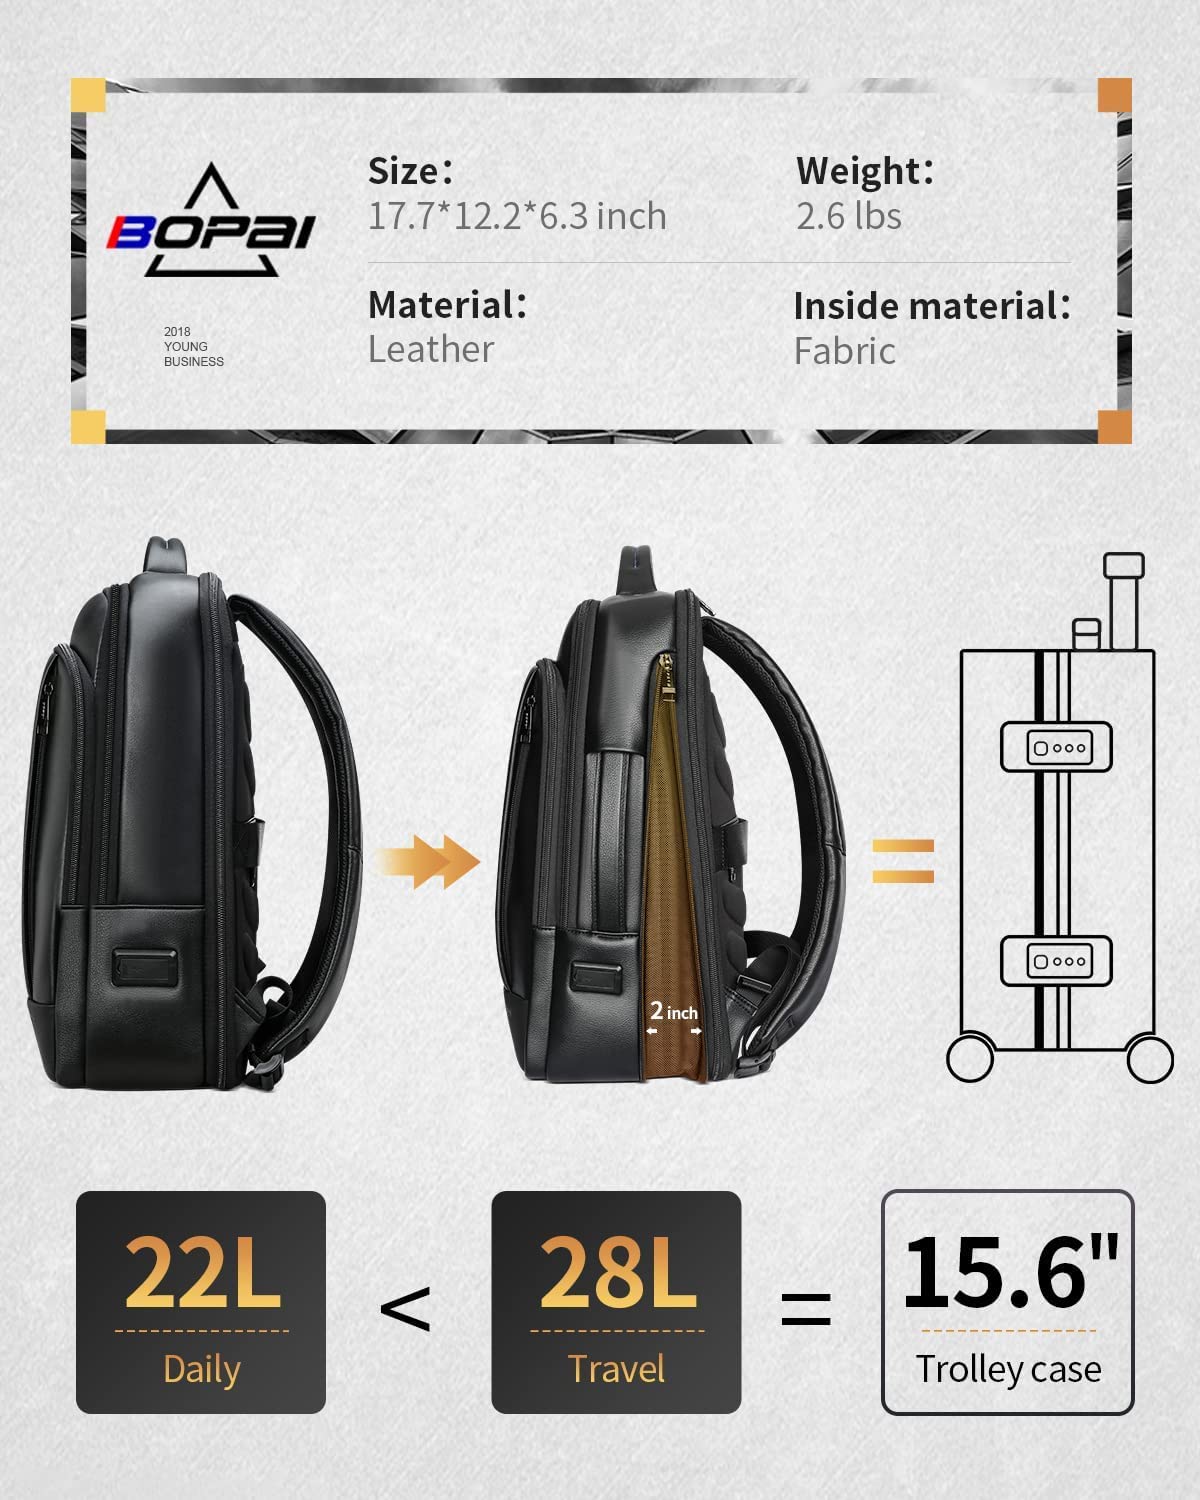 BOPAI
2018
YOUNG
BUSINESS
Size:
17.7*12.2*6.3 inch
Weight:
2.6 lbs
Material:
Leather
Inside material:
Fabric
2 inch
=
22L
Daily
<
28L
Travel
=
15.6"
Trolley case